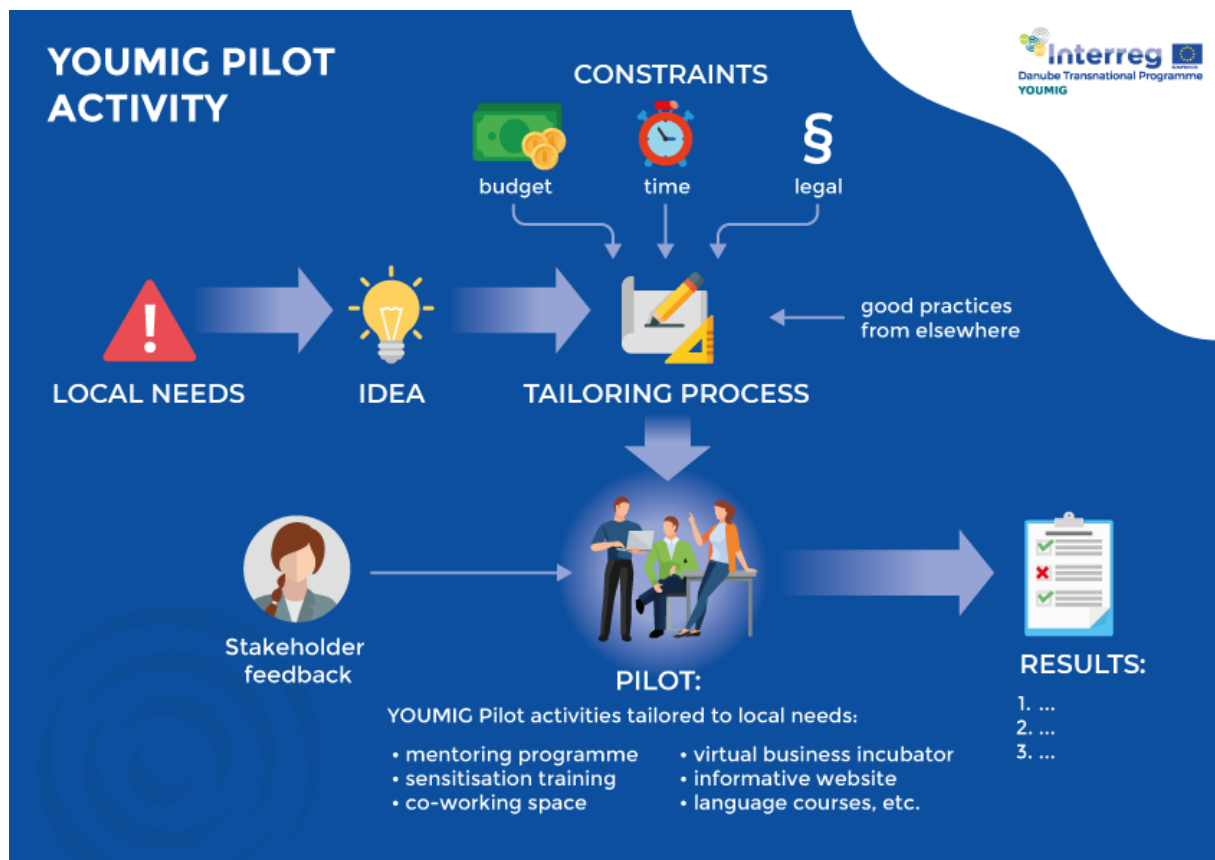 YOUMIG PILOT
ACTIVITY
CONSTRAINTS
Interreg
Danube Transnational Programme
YOUMIG
§
budget
time
legal
good practices
from elsewhere
LOCAL NEEDS
IDEA
TAILORING PROCESS
Stakeholder
feedback
PILOT:
YOUMIG Pilot activities tailored to local needs:
• mentoring programme
• sensitisation training
• co-working space
• virtual business incubator
• informative website
• language courses, etc.
RESULTS:
1. ...
2. ...
3. ...